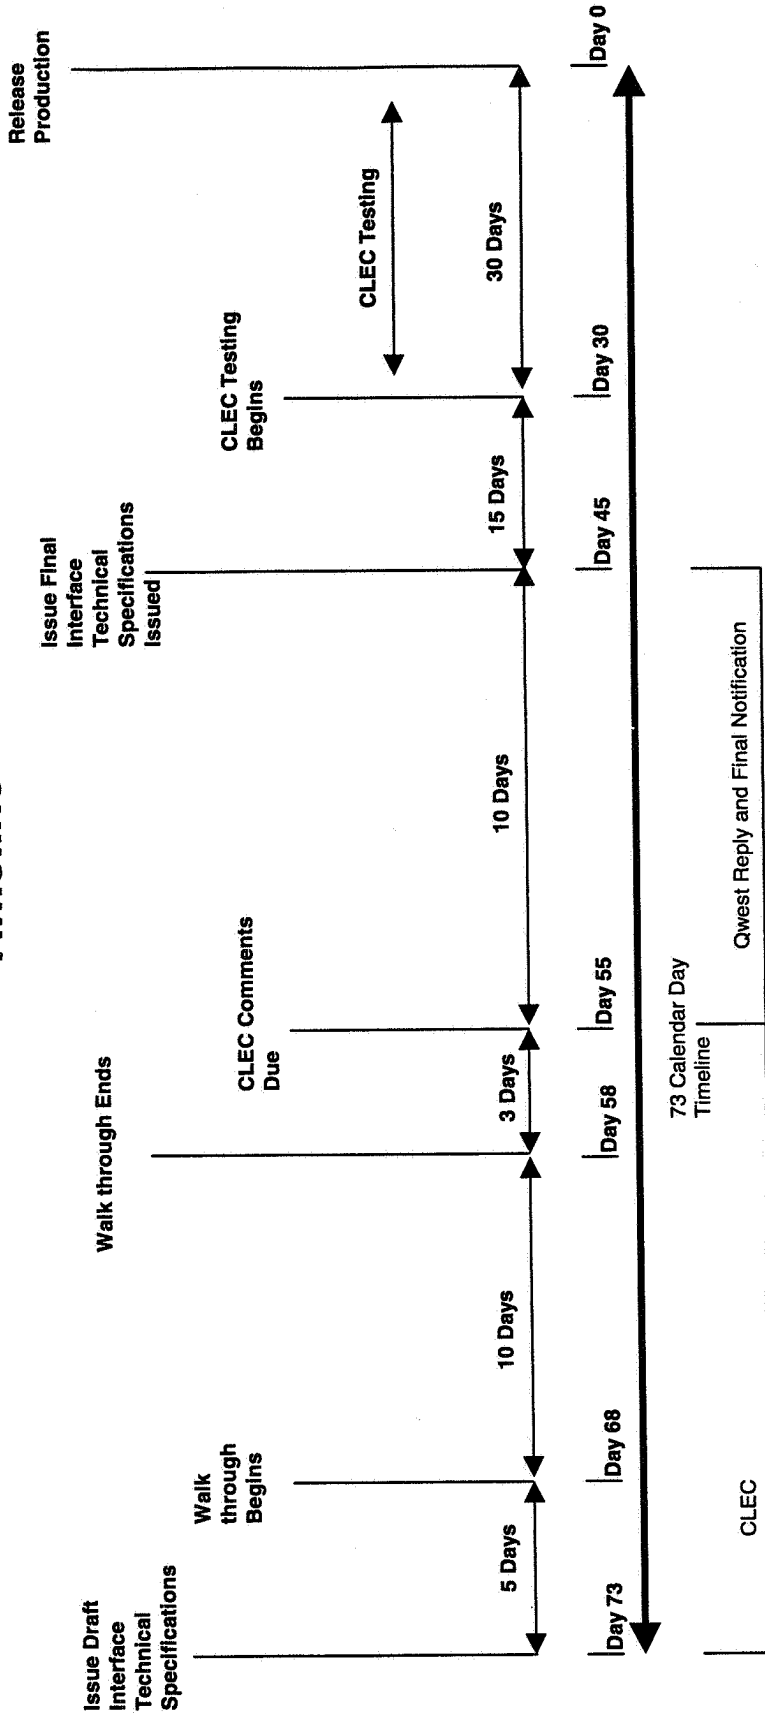 Issue Draft
Interface
Technical
Specifications
Walk
through
Begins
Walk through Ends
CLEC Comments
Due
Issue Final
Interface
Technical
Specifications
Issued
CLEC Testing
Begins
CLEC Testing
Release
Production
5 Days
10 Days
3 Days
10 Days
15 Days
30 Days
Day 73
Day 68
Day 58
Day 55
Day 45
Day 30
Day 0
73 Calendar Day
Timeline
CLEC
Qwest Reply and Final Notification